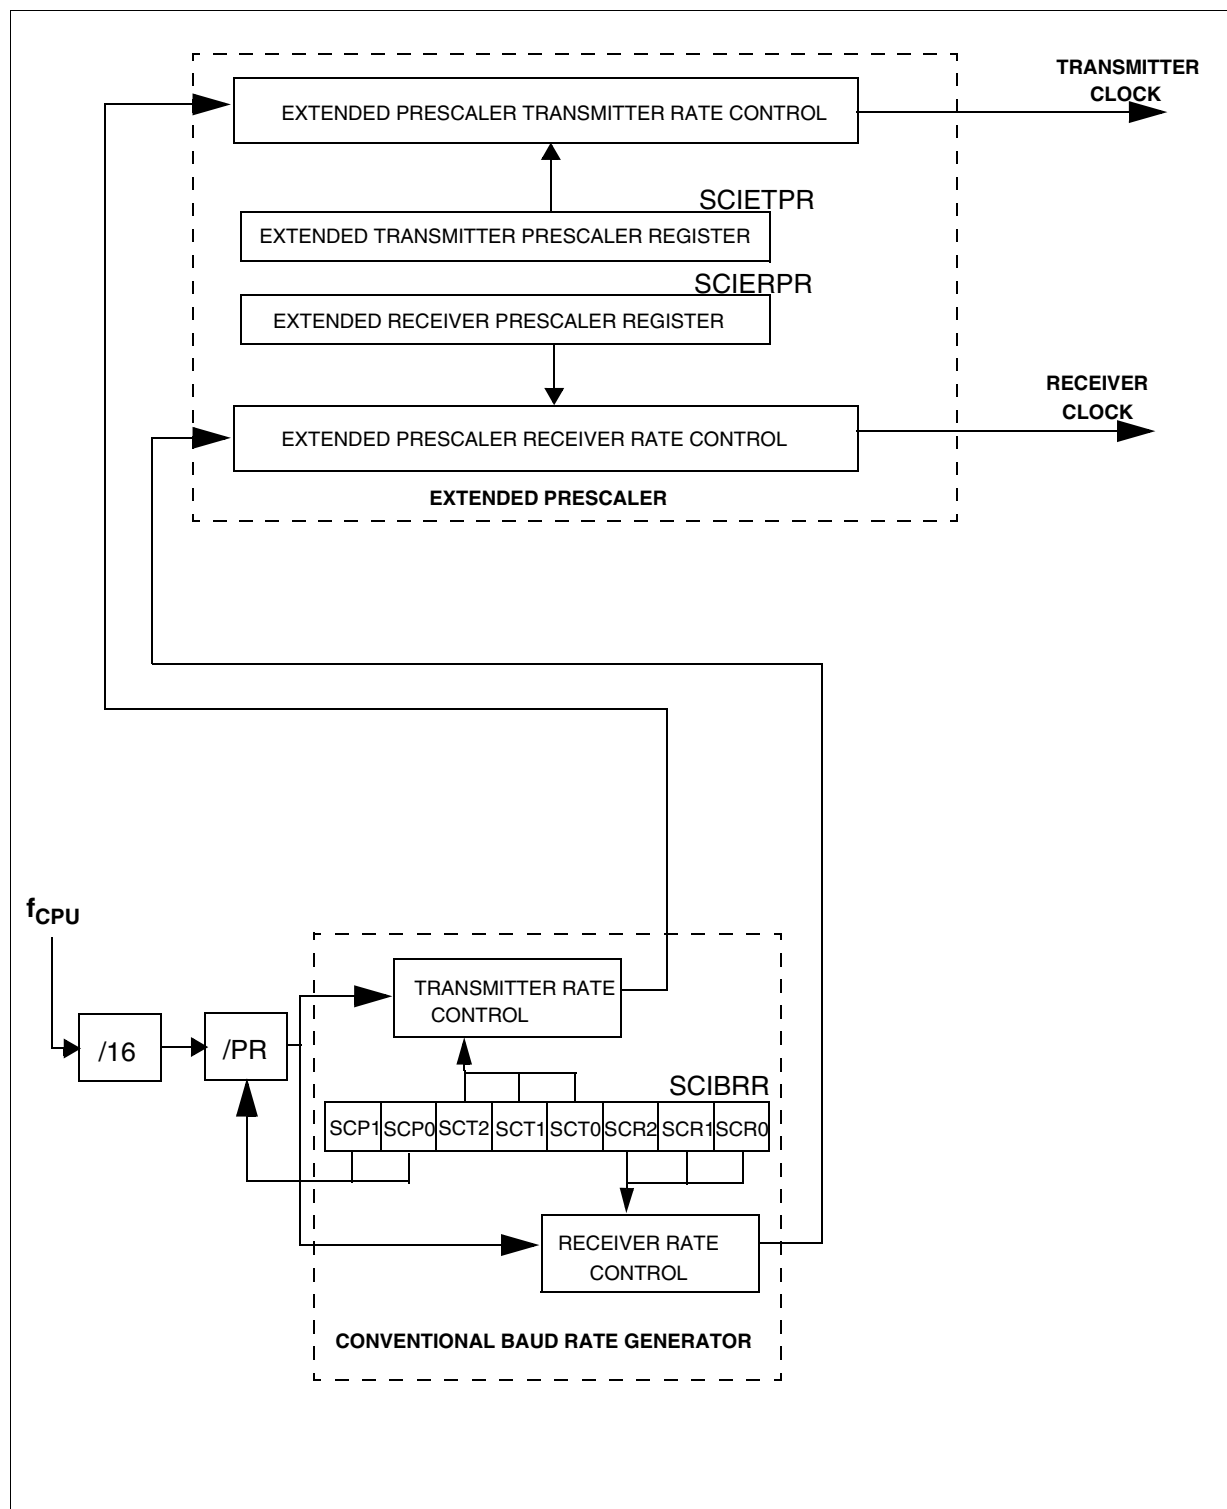 TRANSMITTER
CLOCK
EXTENDED PRESCALER TRANSMITTER RATE CONTROL
SCIETPR
EXTENDED TRANSMITTER PRESCALER REGISTER
SCIERPR
EXTENDED RECEIVER PRESCALER REGISTER
RECEIVER
CLOCK
EXTENDED PRESCALER RECEIVER RATE CONTROL
EXTENDED PRESCALER
fCPU
TRANSMITTER RATE
CONTROL
/16
/PR
SCIBRR
SCP1 SCP0 SCT2 SCT1 SCT0 SCR2 SCR1 SCR0
RECEIVER RATE
CONTROL
CONVENTIONAL BAUD RATE GENERATOR